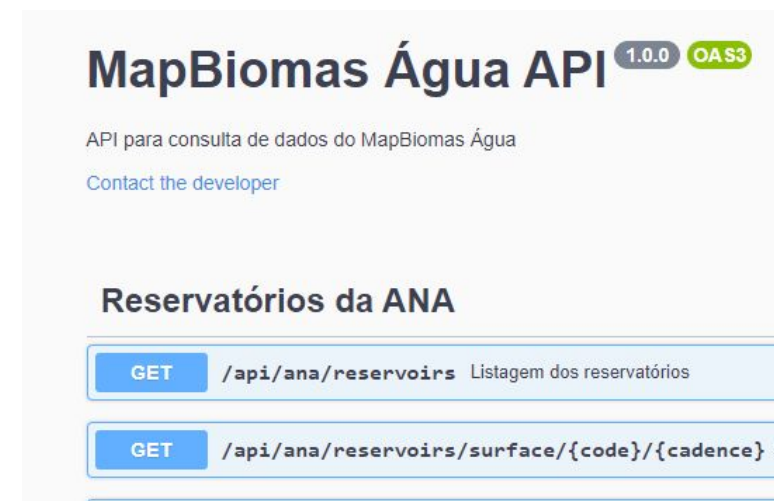 MapBiomas Água API 1.0.0 OAS3
API para consulta de dados do MapBiomas Água
Contact the developer
Reservatórios da ANA
GET /api/ana/reservoirs Listagem dos reservatórios
GET /api/ana/reservoirs/surface/{code}/{cadence}